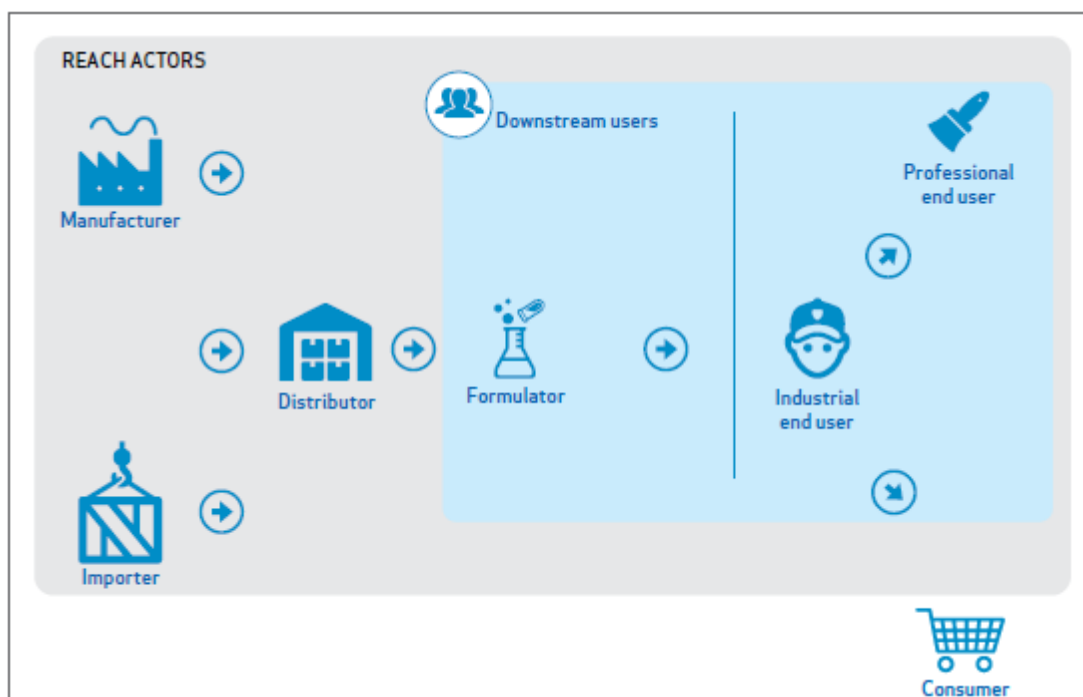 REACH ACTORS
Downstream users
Manufacturer
Professional
end user
Distributor
Formulator
Industrial
end user
Importer
Consumer